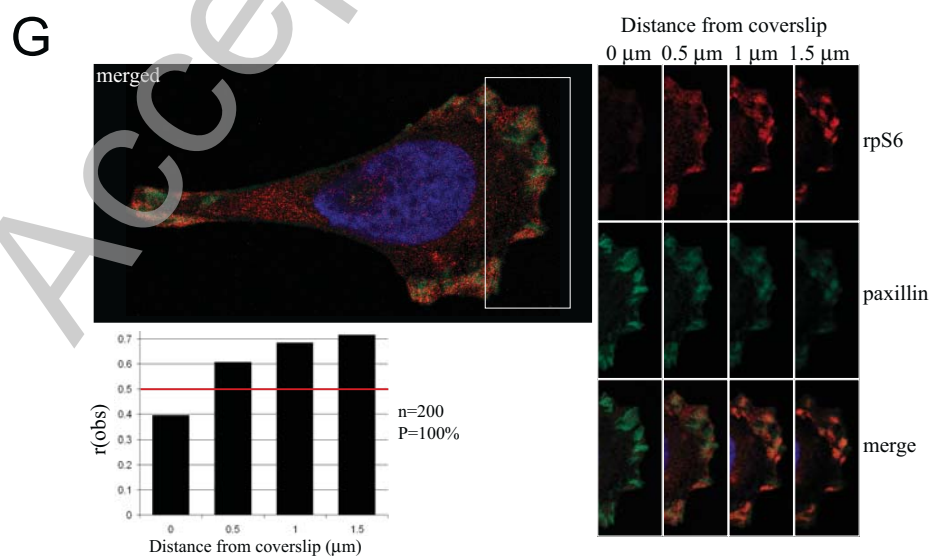 G
Accep
merged
Distance from coverslip
0 μm 0.5 μm 1 μm 1.5 μm
rpS6
paxillin
merge
0.7
0.6
0.5
0.4
0.3
0.2
0.1
0
r(obs)
0 0.5 1 1.5
Distance from coverslip (μm)
n=200
P=100%